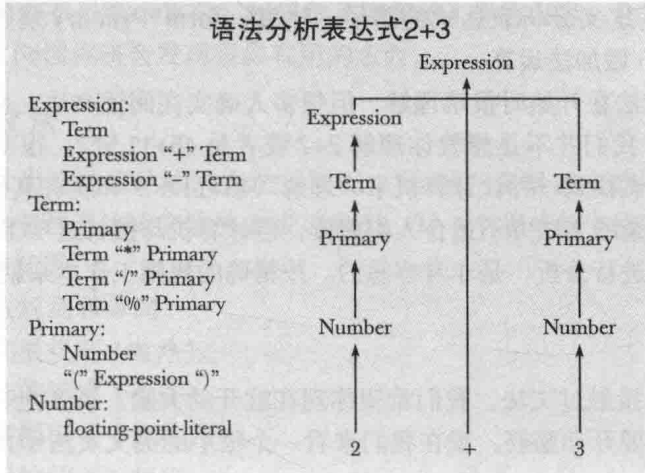 语法分析表达式2+3
Expression:
Term
Expression “+” Term
Expression “-” Term
Term:
Primary
Term “*” Primary
Term “/” Primary
Term “%” Primary
Primary:
Number
“(” Expression “)”
Number:
floating-point-literal
Expression
Expression
Term
Term
Primary
Primary
Number
Number
2
+
3